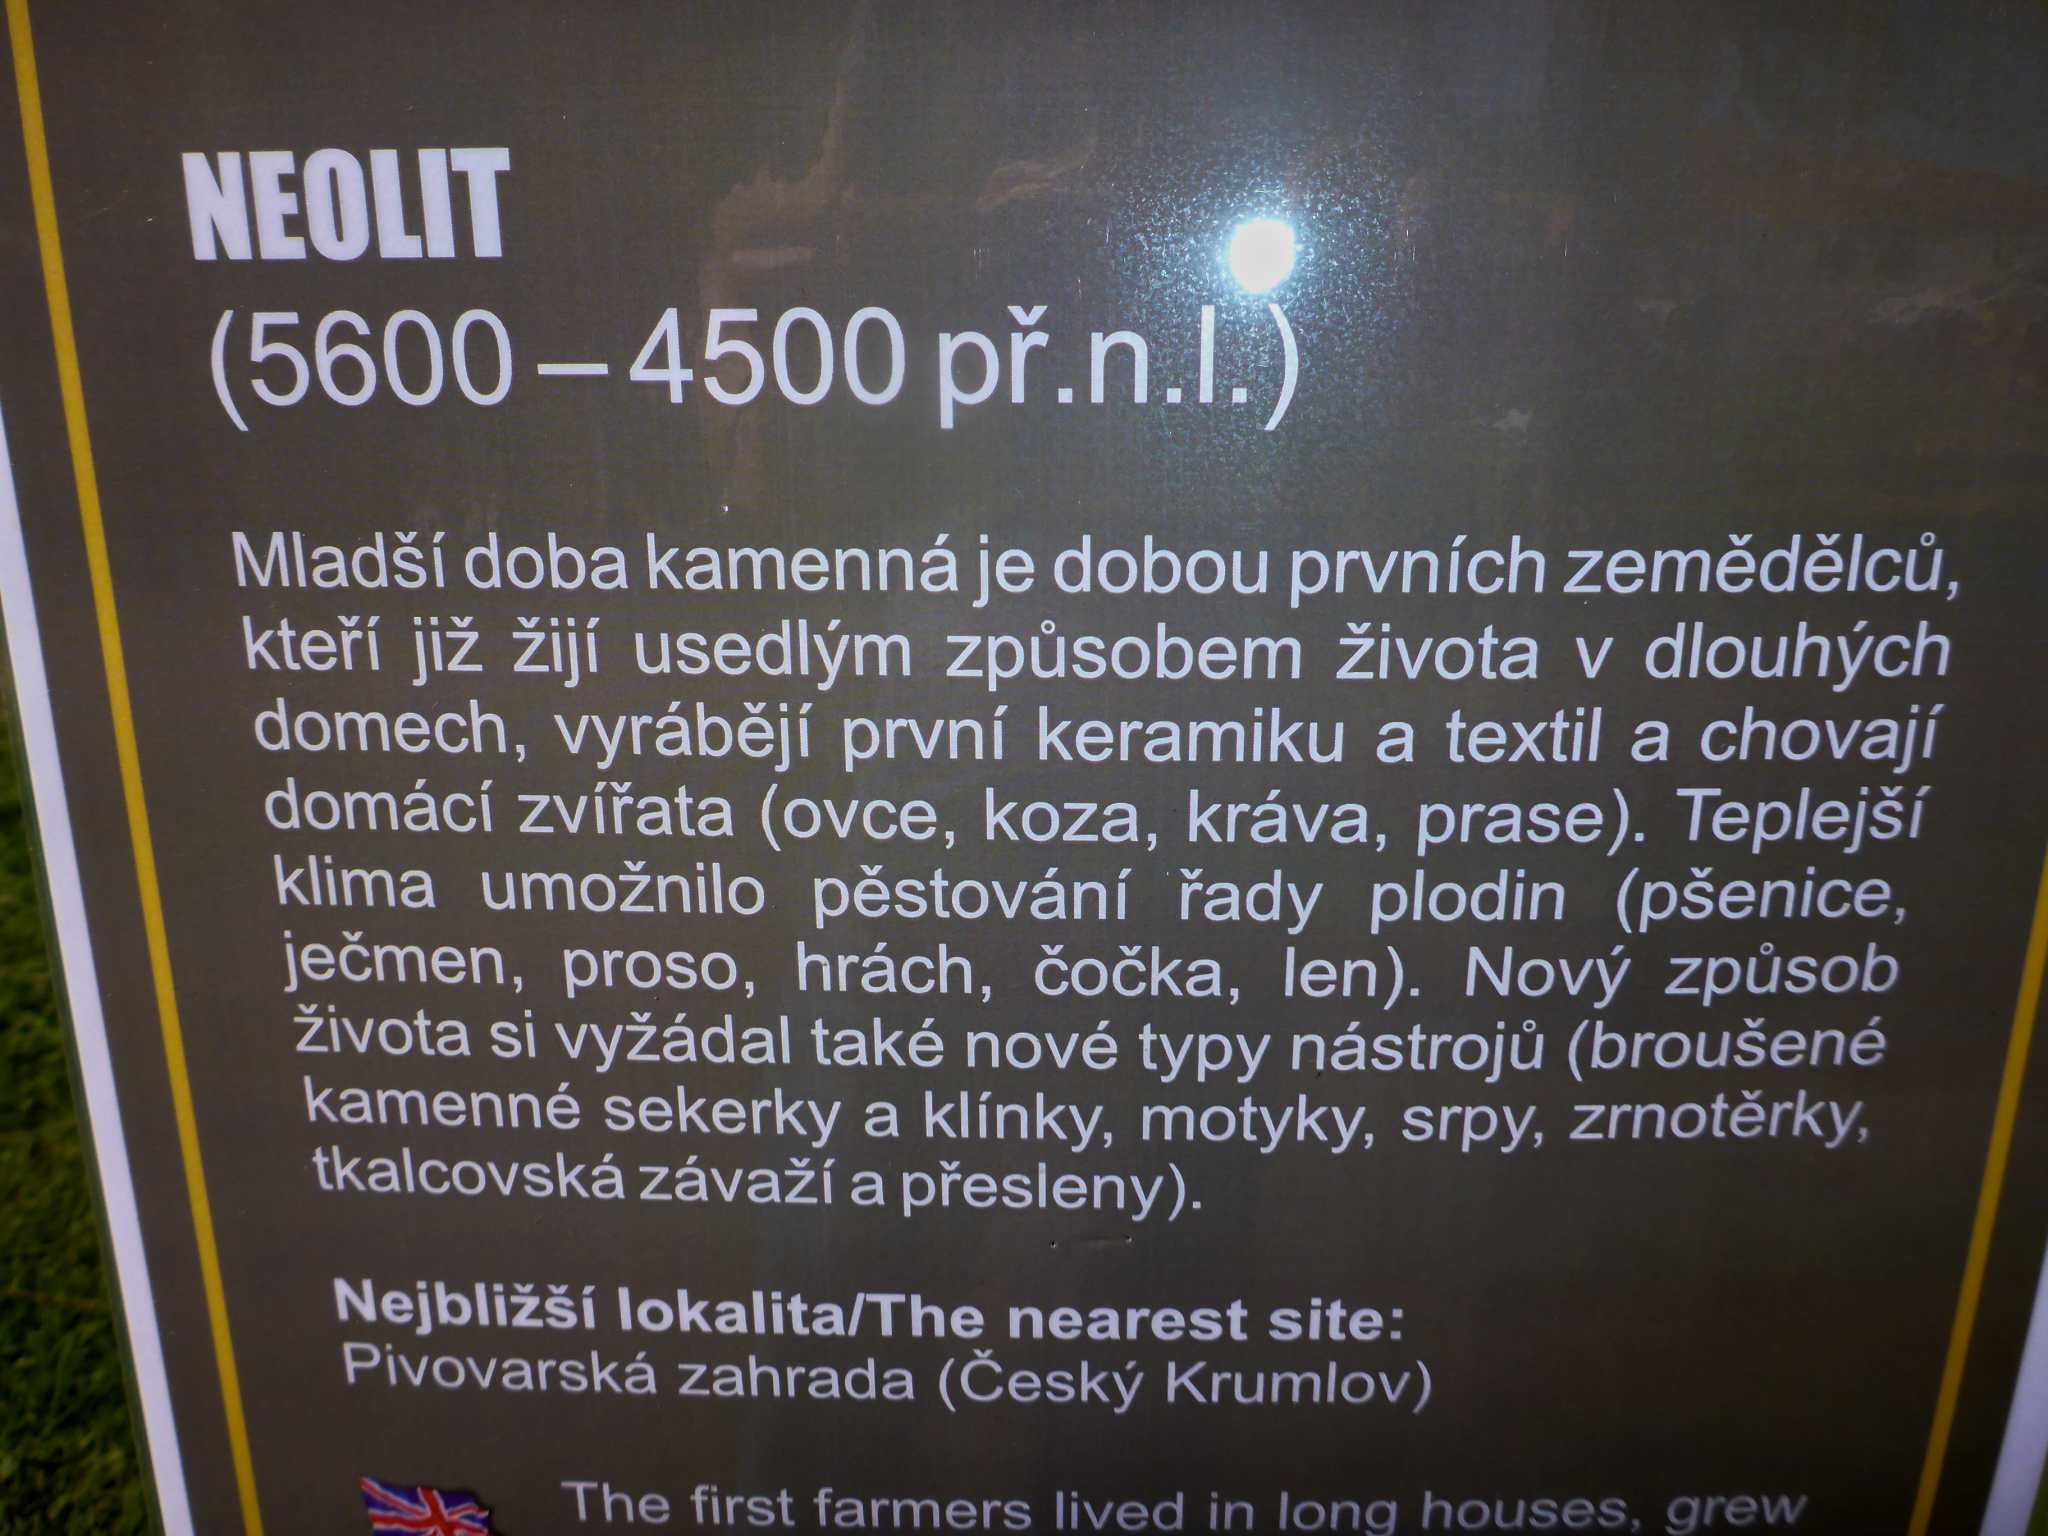 NEOLIT
(5600 – 4500 př.n.l.)
Mladší doba kamenná je dobou prvních zemědělců,
kteří již žijí usedlým způsobem života v dlouhých
domech, vyrábějí první keramiku a textil a chovají
domácí zvířata (ovce, koza, kráva, prase). Teplejší
klima umožnilo pěstování řady plodin (pšenice,
ječmen, proso, hrách, čočka, len). Nový způsob
života si vyžádal také nové typy nástrojů (broušené
kamenné sekerky a klínky, motyky, srpy, zrnotěrky,
tkalcovská závaží a přesleny).
Nejbližší lokalita/The nearest site:
Pivovarská zahrada (Český Krumlov)
The first farmers lived in long houses, grew